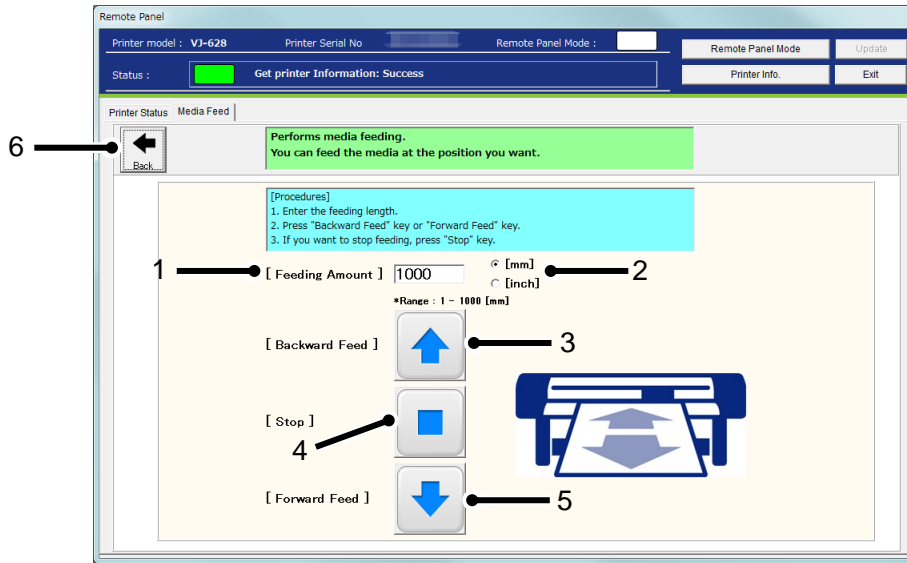 Remote Panel
Printer model : VJ-628 Printer Serial No Remote Panel Mode :
Remote Panel Mode Update
Status : Get printer Information: Success
Printer Info. Exit
Printer Status Media Feed
6
Back
Performs media feeding.
You can feed the media at the position you want.
[Procedures]
1. Enter the feeding length.
2. Press "Backward Feed" key or "Forward Feed" key.
3. If you want to stop feeding, press "Stop" key.
1 [ Feeding Amount ] 1000 [mm] 2
[inch]
*Range : 1 - 1000 [mm]
[ Backward Feed ] 3
[ Stop ]
4
[ Forward Feed ] 5